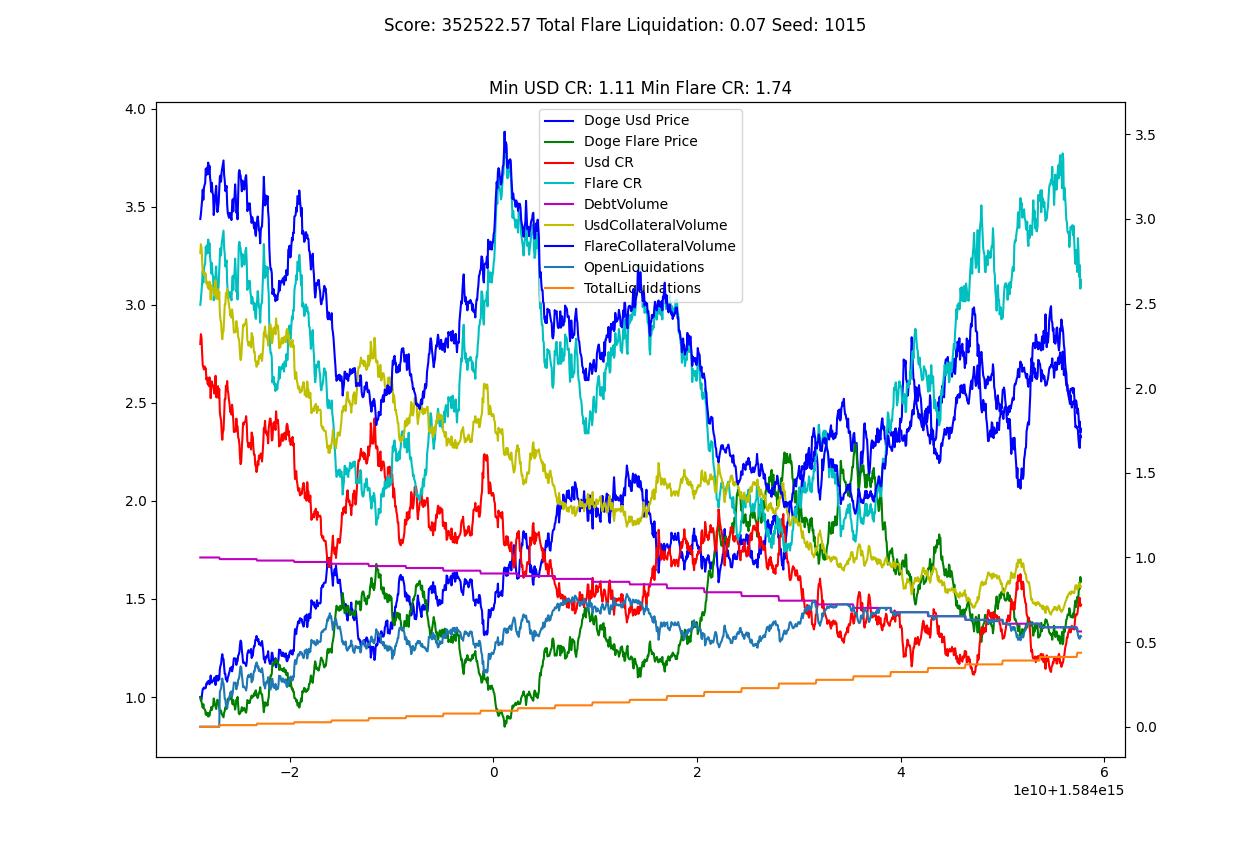 Score: 352522.57 Total Flare Liquidation: 0.07 Seed: 1015
Min USD CR: 1.11 Min Flare CR: 1.74
Doge Usd Price
Doge Flare Price
Usd CR
Flare CR
DebtVolume
UsdCollateralVolume
FlareCollateralVolume
OpenLiquidations
TotalLiquidations
4.0
3.5
3.0
2.5
2.0
1.5
1.0
3.5
3.0
2.5
2.0
1.5
1.0
0.5
0.0
−2
0
2
4
6
1e10+1.584e15